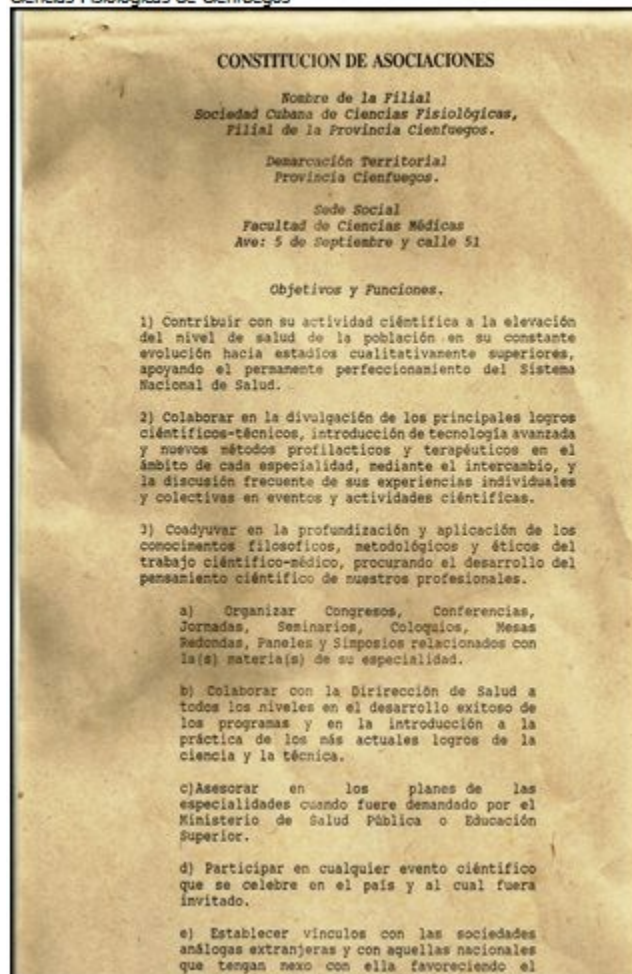 Ciencias Fisiológicas de Cienfuegos
CONSTITUCION DE ASOCIACIONES
Nombre de la Filial
Sociedad Cubana de Ciencias Fisiológicas,
Filial de la Provincia Cienfuegos.
Demarcación Territorial
Provincia Cienfuegos.
Sede Social
Facultad de Ciencias Médicas
Ave: 5 de Septiembre y calle 51
Objetivos y Funciones.
1) Contribuir con su actividad ciéntifica a la elevación
del nivel de salud de la población en su constante
evolución hacia estadios cualitativamente superiores,
apoyando el permanente perfeccionamiento del Sistema
Nacional de Salud.
2) Colaborar en la divulgación de los principales logros
ciéntificos-técnicos, introducción de tecnología avanzada
y nuevos métodos profilacticos y terapéuticos en el
ámbito de cada especialidad, mediante el intercambio, y
la discusión frecuente de sus experiencias individuales
y colectivas en eventos y actividades ciéntificas.
3) Coadyuvar en la profundización y aplicación de los
conocimentos filosoficos, metodológicos y éticos del
trabajo ciéntifico-médico, procurando el desarrollo del
pensamiento ciéntifico de nuestros profesionales.
a) Organizar Congresos, Conferencias,
Jornadas, Seminarios, Coloquios, Mesas
Redondas, Paneles y Simposios relacionados con
la(s) materia(s) de su especialidad.
b) Colaborar con la Dirirección de Salud a
todos los niveles en el desarrollo exitoso de
los programas y en la introducción a la
práctica de los más actuales logros de la
ciencia y la técnica.
c)Asesorar en los planes de las
especialidades cuando fuere demandado por el
Ministerio de Salud Pública o Educación
Superior.
d) Participar en cualquier evento ciéntifico
que se celebre en el país y al cual fuera
invitado.
e) Establecer vinculos con las sociedades
análogas extranjeras y con aquellas nacionales
que tengan nexo con ella favoreciendo el